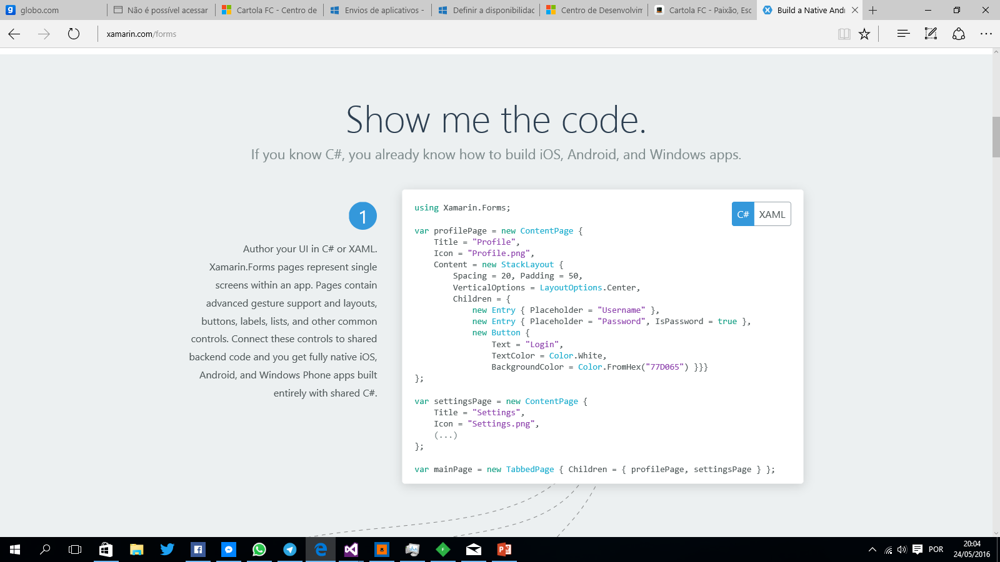 globo.com
Não é possível acessar
Cartola FC - Centro de
Envios de aplicativos -
Definir a disponibilidac
Centro de Desenvolvin
Cartola FC - Paixão, Esc
Build a Native Andr
xamarin.com/forms
Show me the code.
If you know C#, you already know how to build iOS, Android, and Windows apps.
1
Author your UI in C# or XAML.
Xamarin.Forms pages represent single
screens within an app. Pages contain
advanced gesture support and layouts,
buttons, labels, lists, and other common
controls. Connect these controls to shared
backend code and you get fully native iOS,
Android, and Windows Phone apps built
entirely with shared C#.
C# XAML
using Xamarin.Forms;
var profilePage = new ContentPage {
    Title = "Profile",
    Icon = "Profile.png",
    Content = new StackLayout {
        Spacing = 20, Padding = 50,
        VerticalOptions = LayoutOptions.Center,
        Children = {
            new Entry { Placeholder = "Username" },
            new Entry { Placeholder = "Password", IsPassword = true },
            new Button {
                Text = "Login",
                TextColor = Color.White,
                BackgroundColor = Color.FromHex("77D065") }}}
};
var settingsPage = new ContentPage {
    Title = "Settings",
    Icon = "Settings.png",
    (...)
};
var mainPage = new TabbedPage { Children = { profilePage, settingsPage } };
POR
20:04
24/05/2016